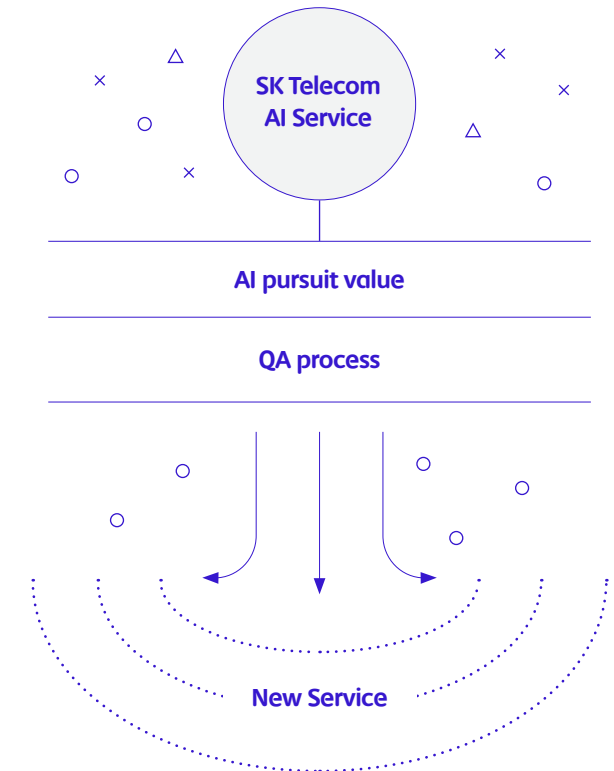 SK Telecom
AI Service
AI pursuit value
QA process
New Service